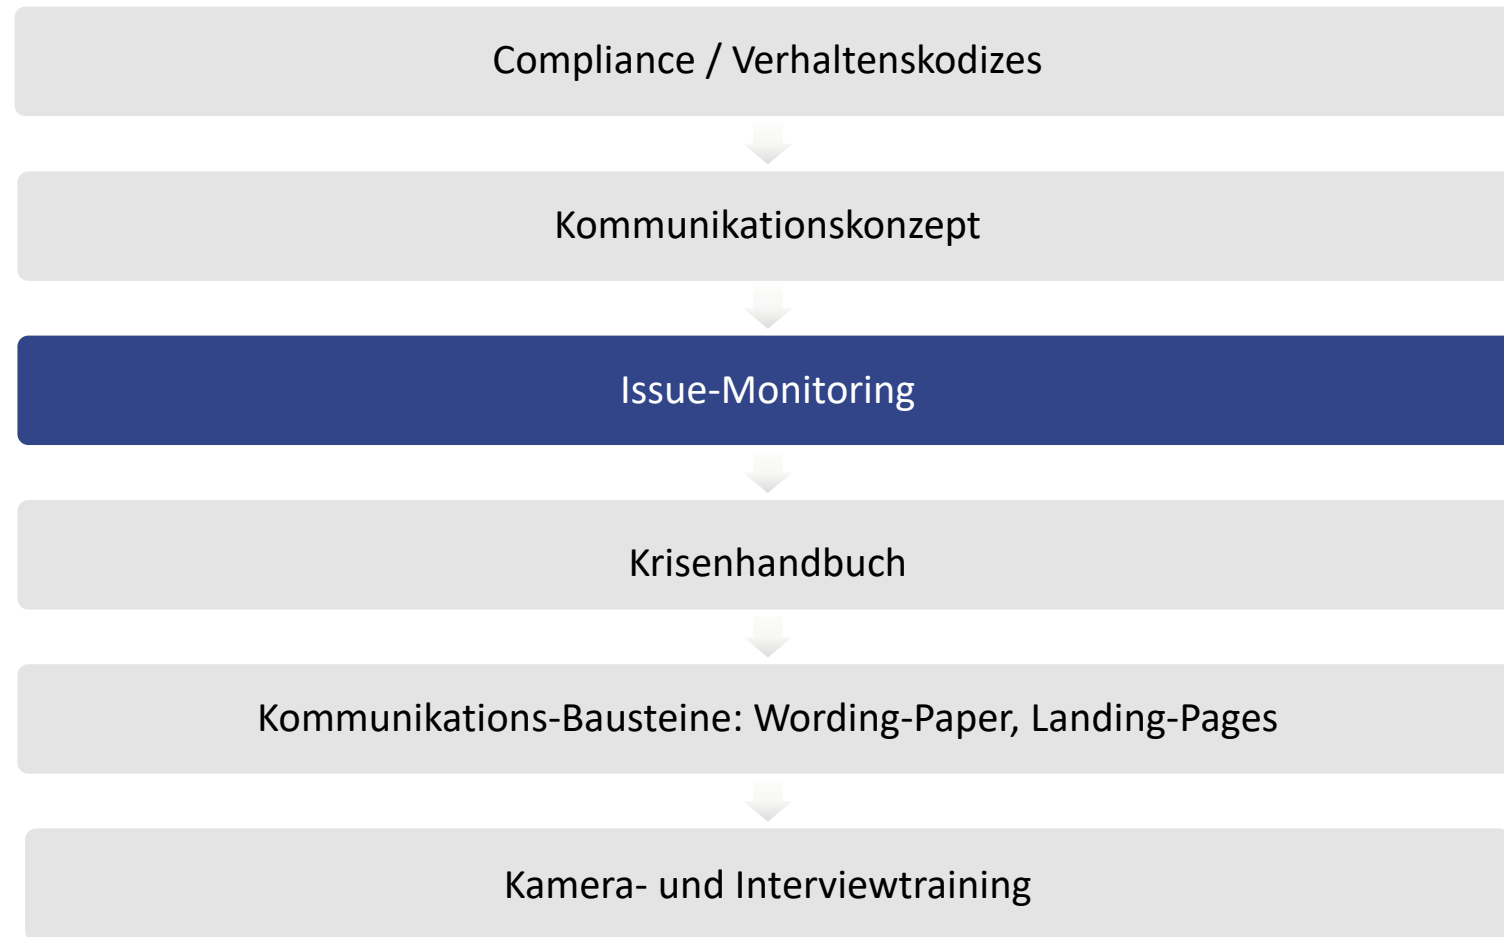 Compliance / Verhaltenskodizes
Kommunikationskonzept
Issue-Monitoring
Krisenhandbuch
Kommunikations-Bausteine: Wording-Paper, Landing-Pages
Kamera- und Interviewtraining